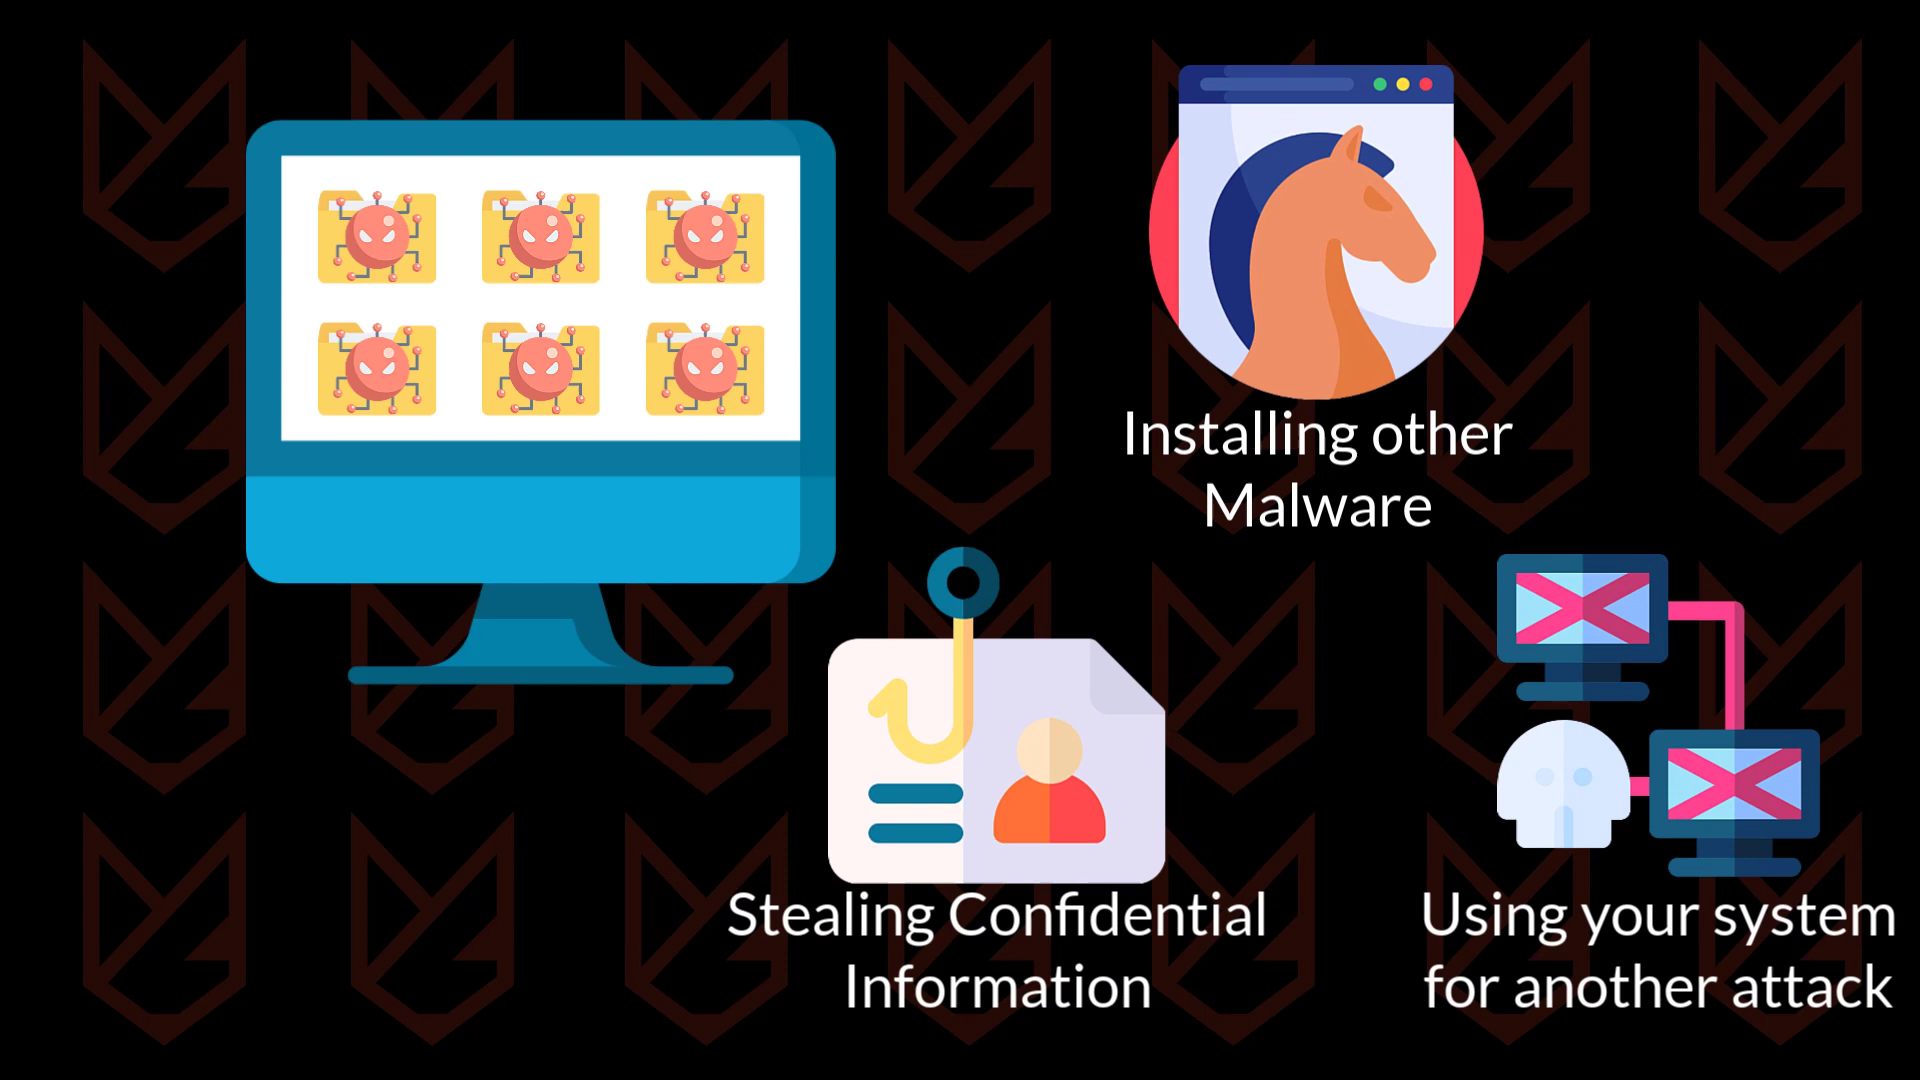 Installing other
Malware
Stealing Confidential
Information
Using your system
for another attack